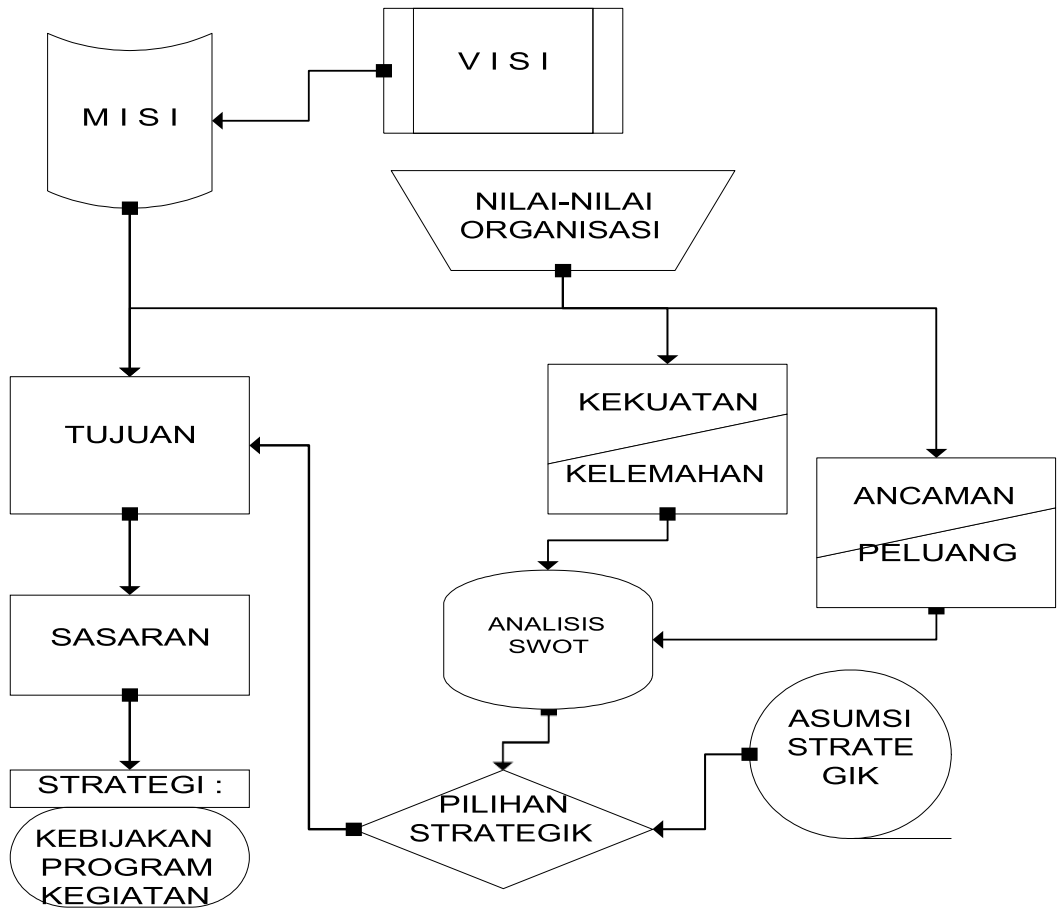 V I S I
M I S I
NILAI-NILAI
ORGANISASI
TUJUAN
KEKUATAN
KELEMAHAN
ANCAMAN
PELUANG
SASARAN
ANALISIS
SWOT
ASUMSI
STRATE
GIK
STRATEGI :
PILIHAN
STRATEGIK
KEBIJAKAN
PROGRAM
KEGIATAN